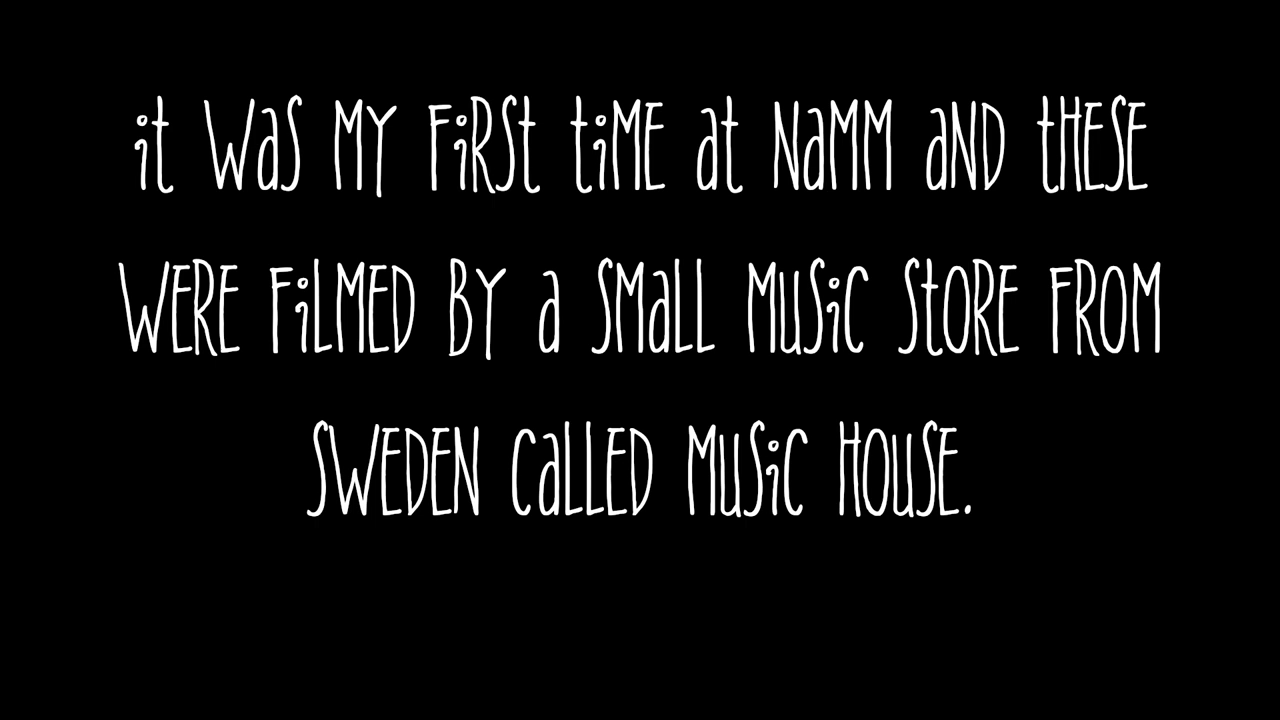 it was my first time at NAMM and these
were filmed by a small music store from
Sweden called Music House.